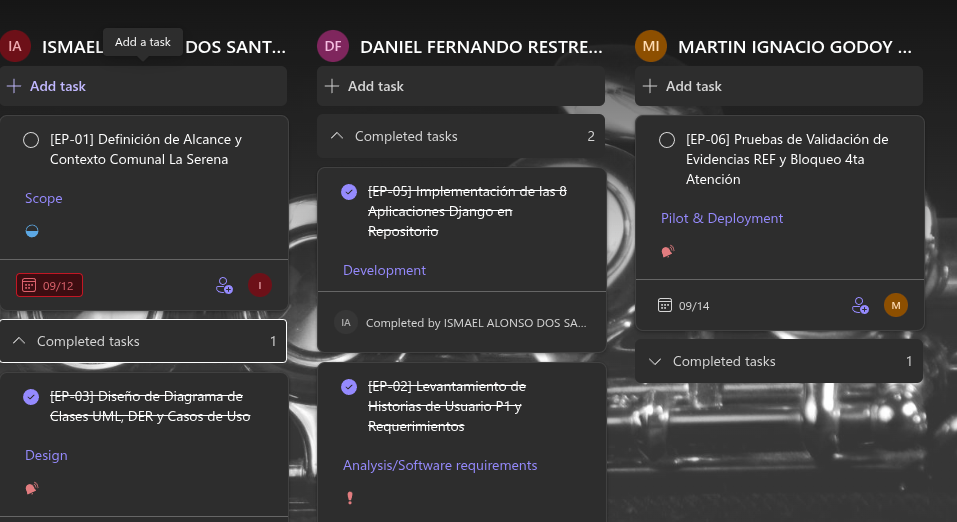 IA
ISMAEL
DOS SANT...
Add a task
Add task
[EP-01] Definición de Alcance y
Contexto Comunal La Serena
Scope
09/12
I
Completed tasks
1
[EP-03] Diseño de Diagrama de
Clases UML, DER y Casos de Uso
Design
DF
DANIEL FERNANDO RESTRE...
Add task
Completed tasks
2
[EP-05] Implementación de las 8
Aplicaciones Django en
Repositorio
Development
IA
Completed by ISMAEL ALONSO DOS SA...
[EP-02] Levantamiento de
Historias de Usuario P1 y
Requerimientos
Analysis/Software requirements
MI
MARTIN IGNACIO GODOY ...
Add task
[EP-06] Pruebas de Validación de
Evidencias REF y Bloqueo 4ta
Atención
Pilot & Deployment
09/14
M
Completed tasks
1